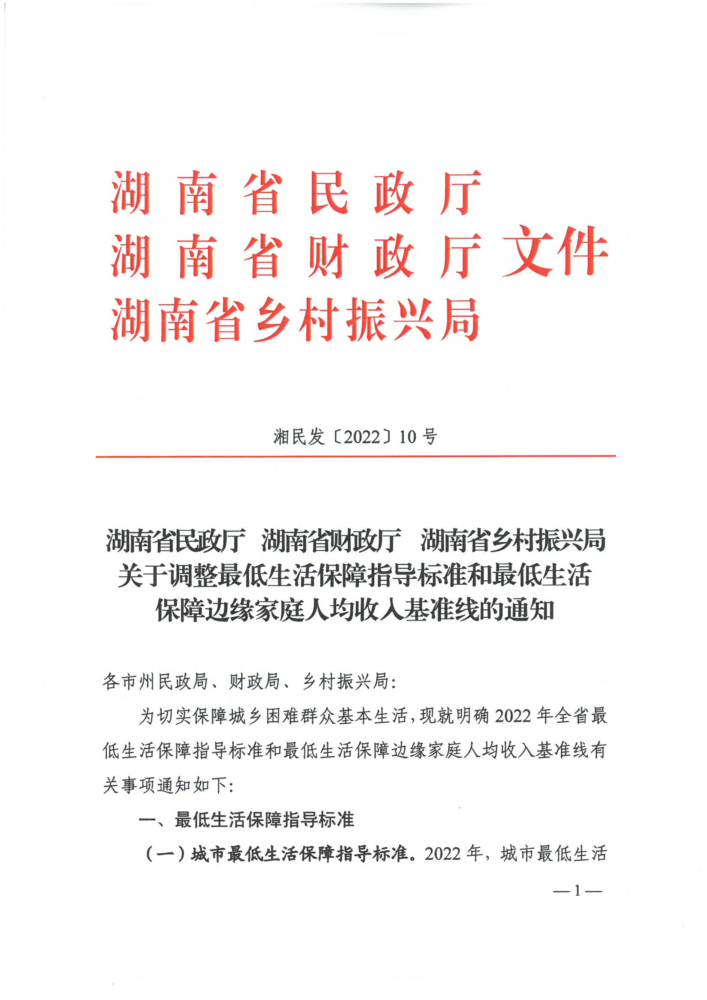 湖南省民政厅
湖南省财政厅 文件
湖南省乡村振兴局
湘民发〔2022〕10号
湖南省民政厅 湖南省财政厅 湖南省乡村振兴局
关于调整最低生活保障指导标准和最低生活
保障边缘家庭人均收入基准线的通知
各市州民政局、财政局、乡村振兴局：
为切实保障城乡困难群众基本生活，现就明确2022年全省最
低生活保障指导标准和最低生活保障边缘家庭人均收入基准线有
关事项通知如下：
一、最低生活保障指导标准
（一）城市最低生活保障指导标准。2022年，城市最低生活
—1—